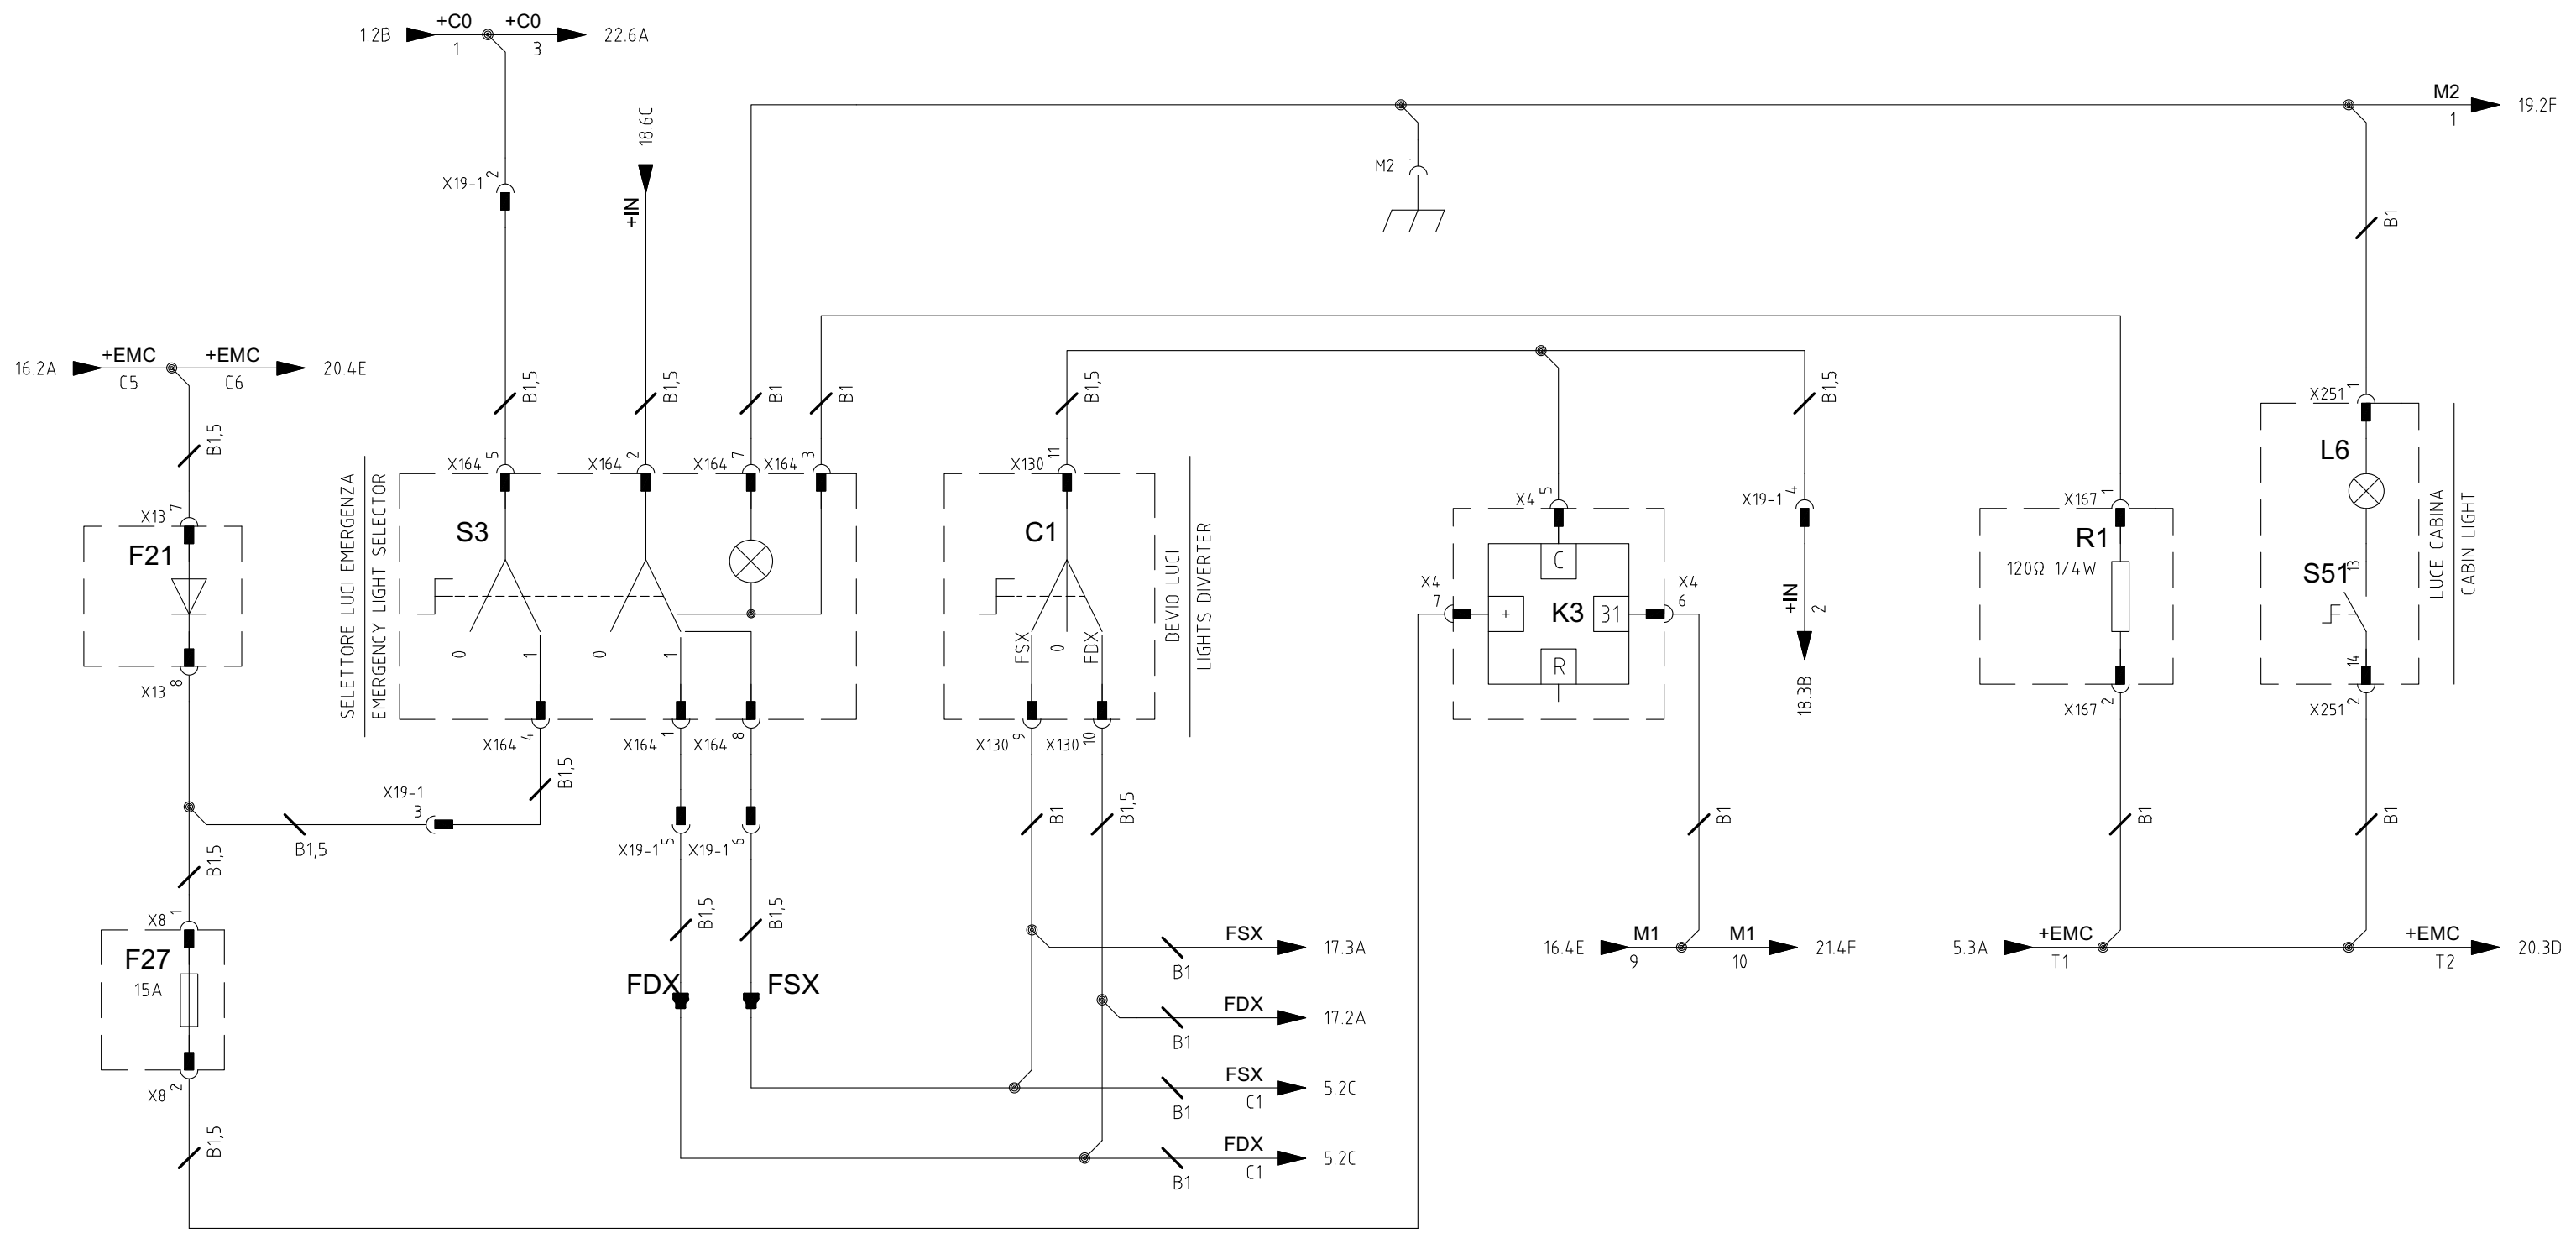 1.2B +C0 +C0 22.6A
1 3
M2 19.2F
1
18.6C
+IN
M2
X19-1 2
B1
16.2A +EMC +EMC 20.4E
C5 C6
B1,5 B1,5 B1,5 B1 B1 B1,5 B1,5
X251 1
X164 5 X164 2 X164 7 X164 3 X130 11
X19-1 4
X4 5
X167 1
X13 7
F21
X13 8
SELETTORE LUCI EMERGENZA
EMERGENCY LIGHT SELECTOR
S3
0 1 0 1
C1
FSX 0 FDX
DEVIO LUCI
LIGHTS DIVERTER
X4
7
C
+ K3 31
R
X4
6
+IN
2
18.3B
R1
120Ω 1/4W
L6
S51
13
14
LUCE CABINA
CABIN LIGHT
X164 4 X164 1 X164 8 X130 9 X130 10
X167 2
X251 2
B1,5
X19-1
3
B1,5
B1 B1,5 B1 B1 B1
X19-1 5 X19-1 6
B1,5
X8 1
F27
15A
X8 2
B1,5
B1,5 B1,5
FDX FSX
FSX 17.3A
B1
FDX 17.2A
B1
FSX 5.2C
B1 C1
FDX 5.2C
B1 C1
16.4E M1 M1 21.4F
9 10
5.3A +EMC +EMC 20.3D
T1 T2